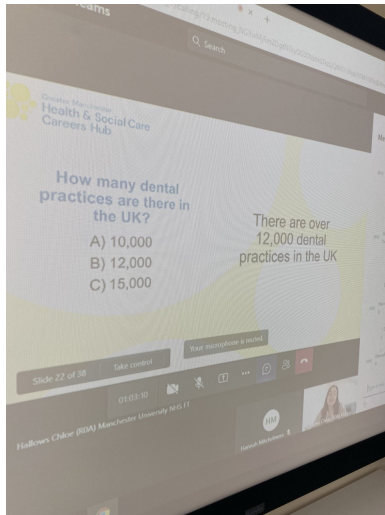 eams
Search
Greater Manchester
Health & Social Care
Careers Hub
How many dental
practices are there in
the UK?
A) 10,000
B) 12,000
C) 15,000
There are over
12,000 dental
practices in the UK
Your microphone is muted.
Slide 22 of 38
Take control
01:03:10
Hallows Chloe (R0A) Manchester University NHS FT
HM